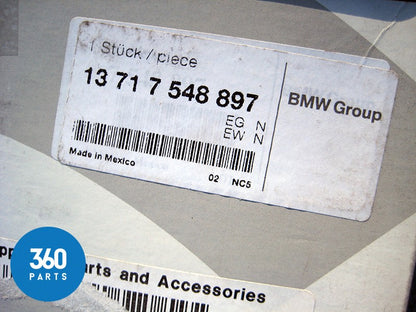 1 Stück / piece
13 71 7 548 897
EG N
EW N
BMW Group
Made in Mexico
02 NC5
360
PARTS
arts and Accessories